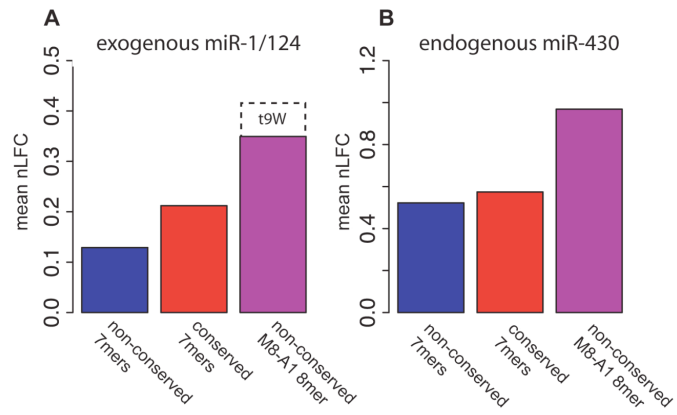 A
exogenous miR-1/124
mean nLFC
0.5
0.4
0.3
0.2
0.1
0.0
t9W
non-conserved
7mers
conserved
7mers
non-conserved
M8-A1 8mer
B
endogenous miR-430
mean nLFC
1.2
0.8
0.4
0.0
non-conserved
7mers
conserved
7mers
non-conserved
M8-A1 8mer